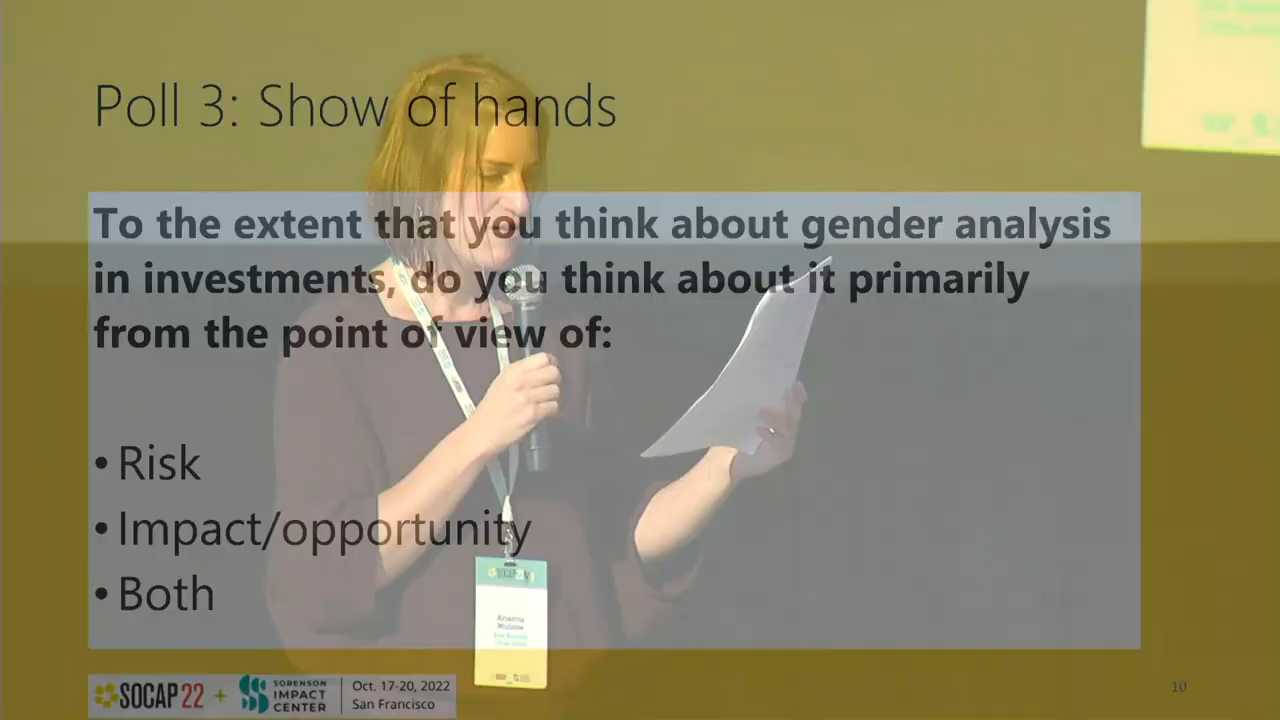 Poll 3: Show of hands
To the extent that you think about gender analysis
in investments, do you think about it primarily
from the point of view of:
• Risk
• Impact/opportunity
• Both
SOCAP 22 + SORENSON IMPACT CENTER
Oct. 17-20, 2022
San Francisco
10